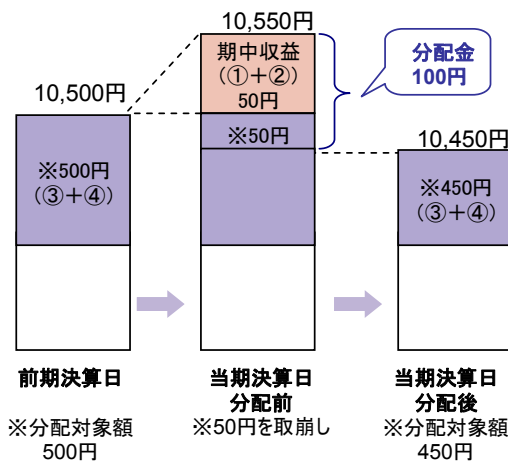 10,550円
期中収益
(①+②)
50円
分配金
100円
10,500円
※50円
10,450円
※500円
(③+④)
※450円
(③+④)
前期決算日
当期決算日
分配前
当期決算日
分配後
※分配対象額
500円
※50円を取崩し
※分配対象額
450円